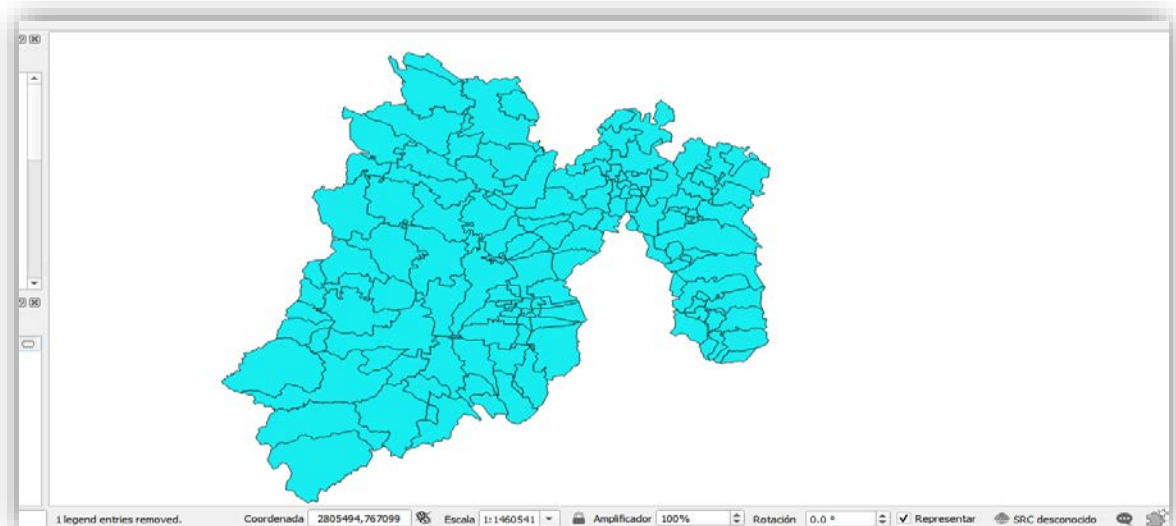 1 legend entries removed. Coordenada 2805494,767099 Escala 1:1460541 Amplificador 100% Rotación 0.0 ° Representar SRC desconocido